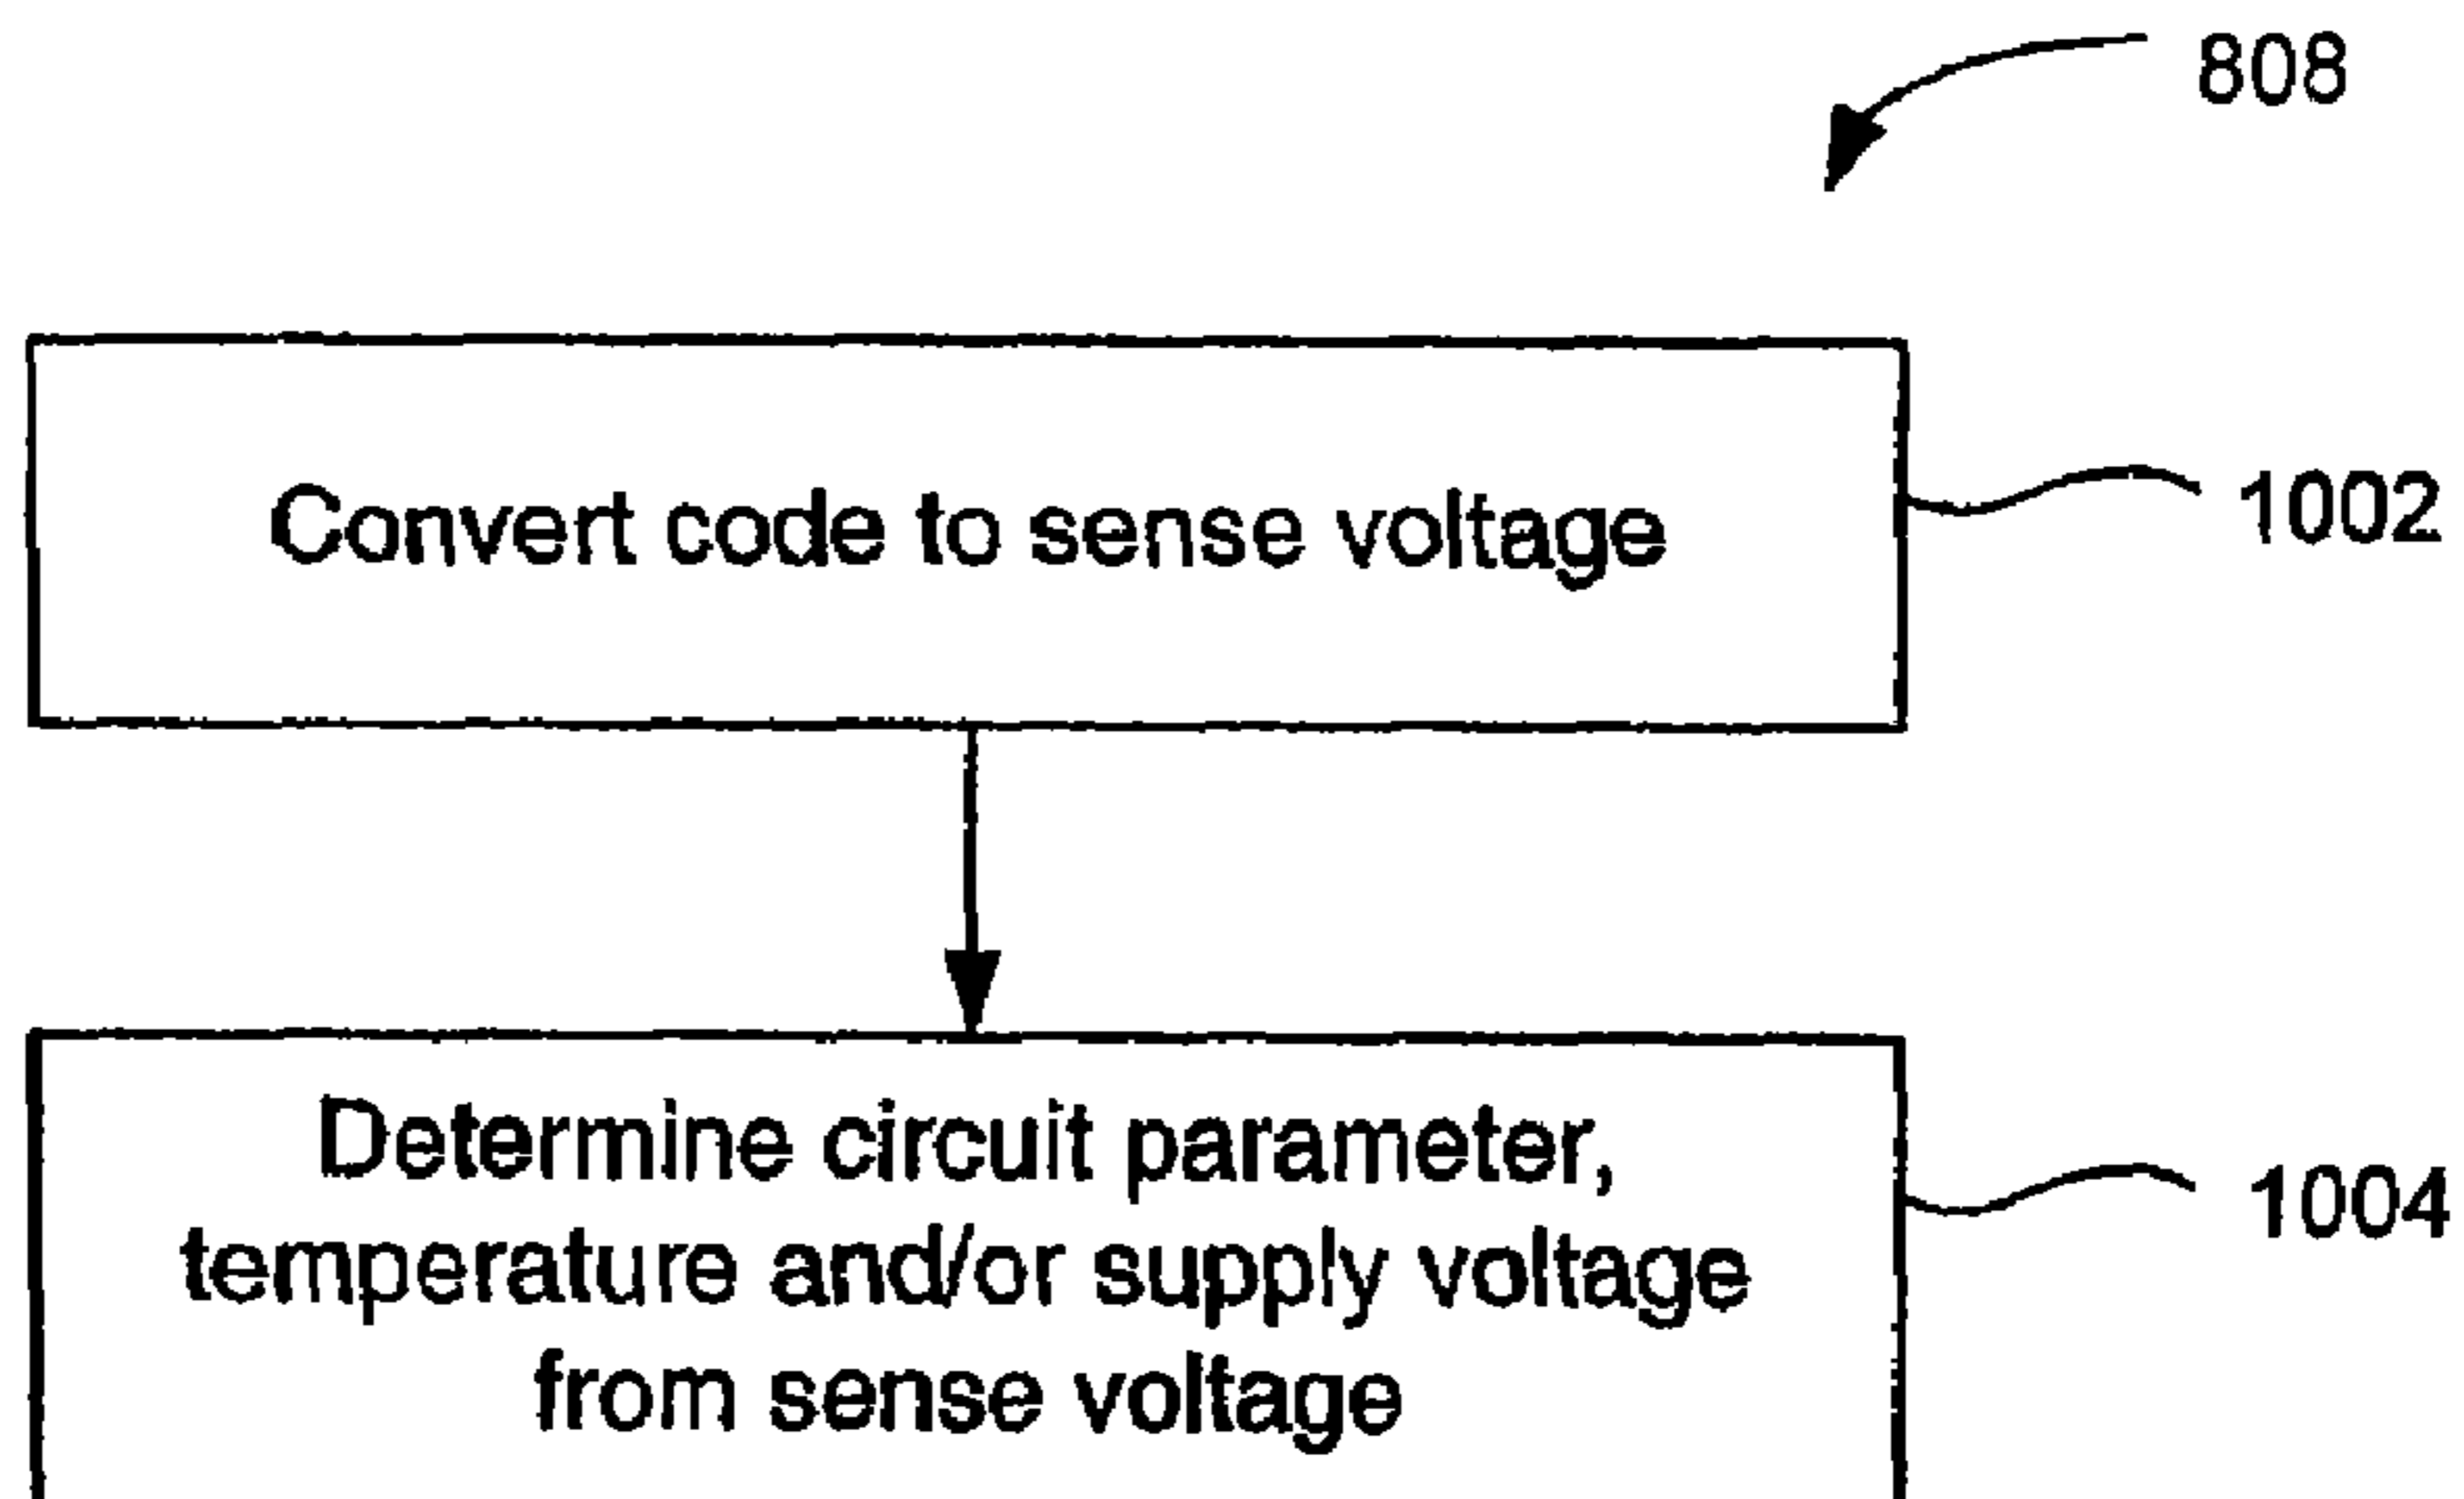 808
Convert code to sense voltage
1002
Determine circuit parameter,
temperature and/or supply voltage
from sense voltage
1004